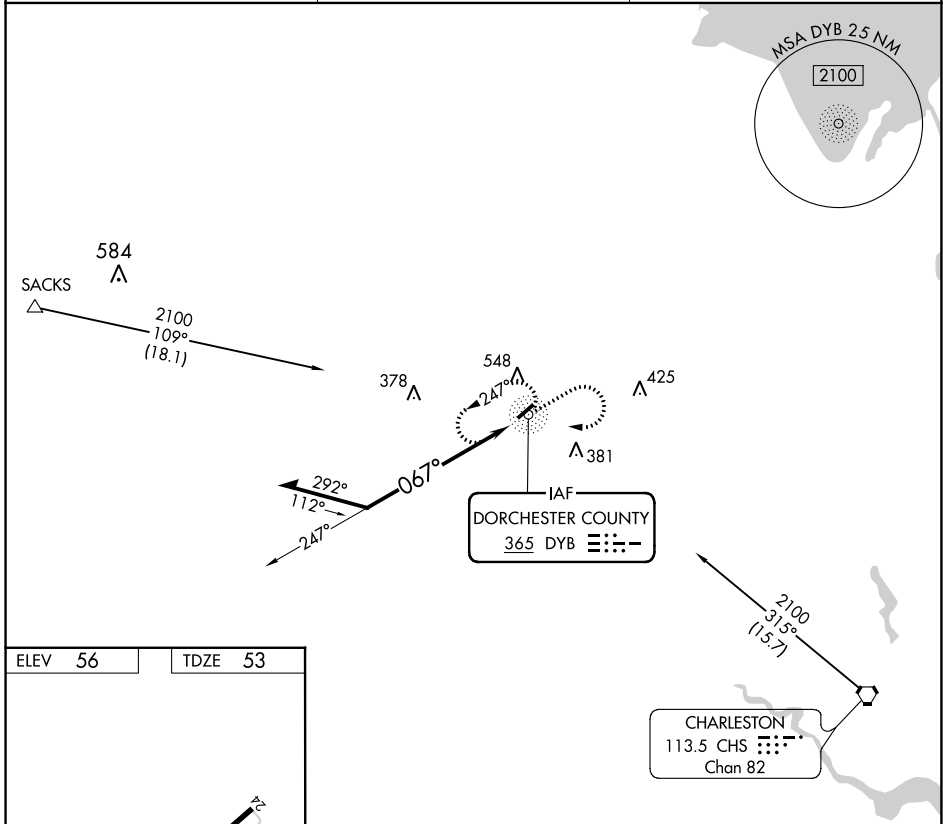 MSA DYB 25 NM
2100
584
SACKS
2100
109°
(18.1)
378
548
425
247°
381
067°
292°
112°
247°
IAF
DORCHESTER COUNTY
365 DYB
2100
315°
(15.7)
ELEV 56
TDZE 53
CHARLESTON
113.5 CHS
Chan 82
24